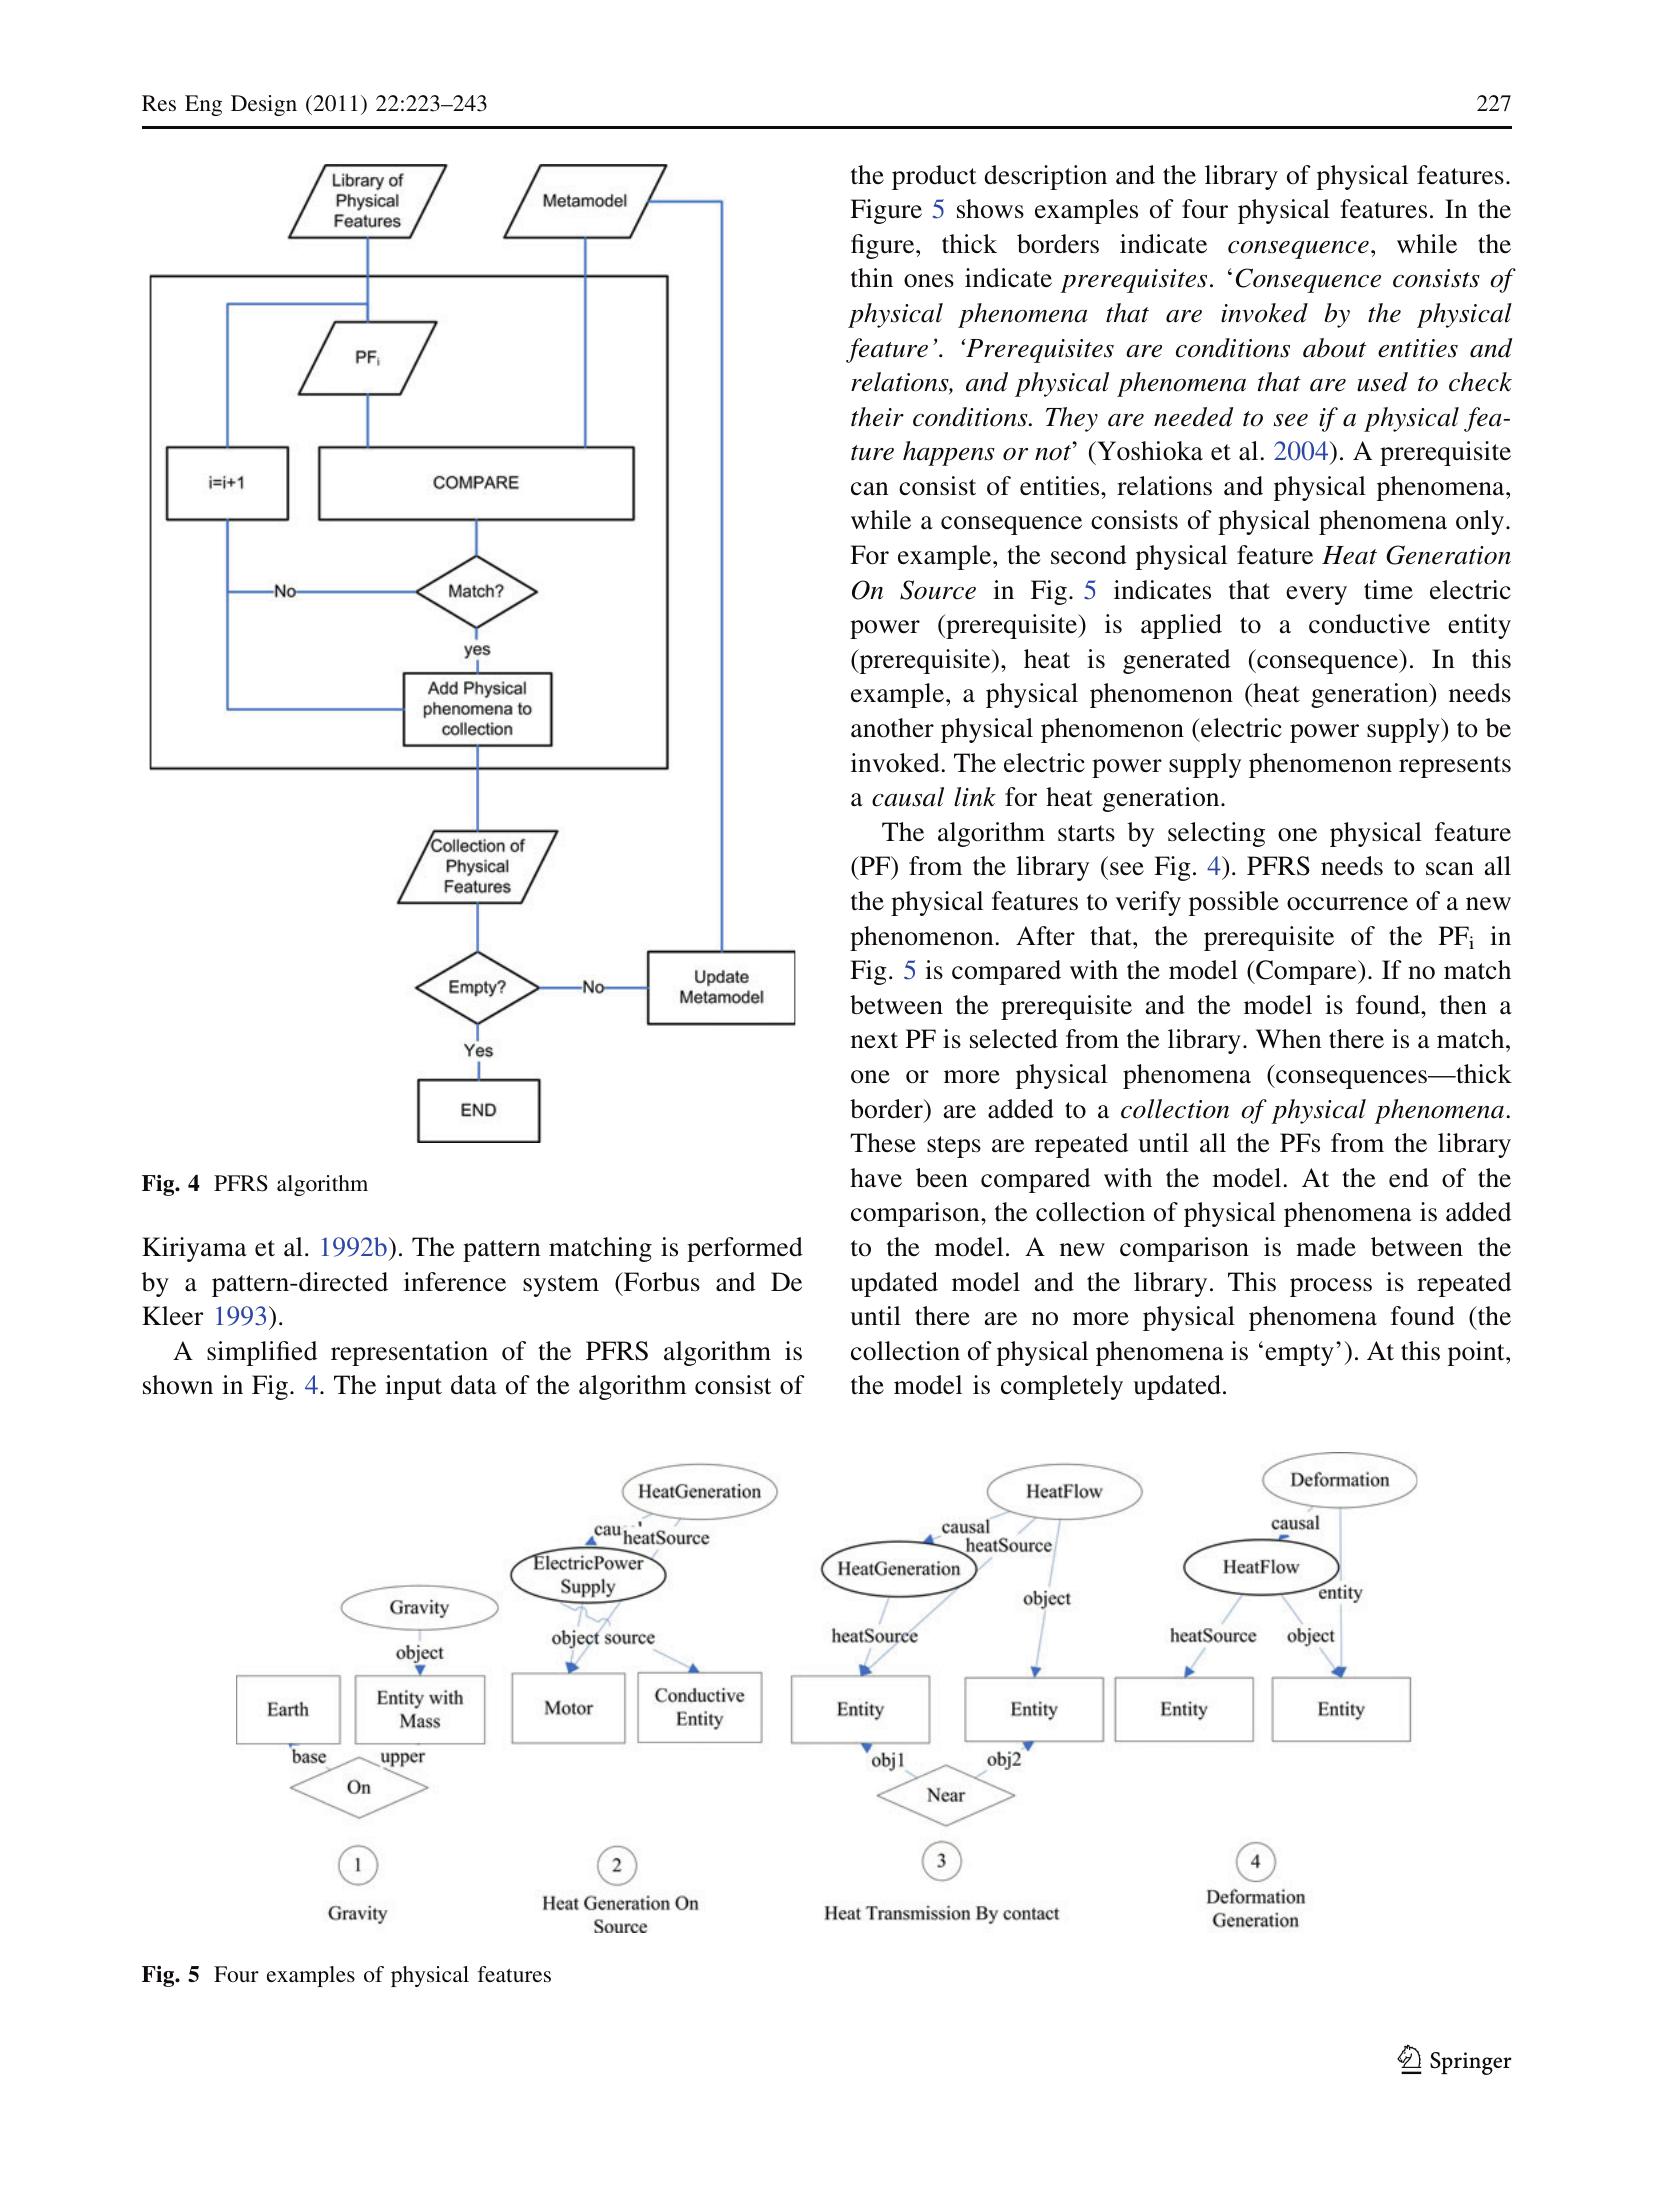 Res Eng Design (2011) 22:223–243
227
Library of
Physical
Features
Metamodel
PFi
i=i+1
COMPARE
No
Match?
yes
Add Physical
phenomena to
collection
Collection of
Physical
Features
Empty?
No
Update
Metamodel
Yes
END
Fig. 4 PFRS algorithm
Kiriyama et al. 1992b). The pattern matching is performed
by a pattern-directed inference system (Forbus and De
Kleer 1993).
A simplified representation of the PFRS algorithm is
shown in Fig. 4. The input data of the algorithm consist of
the product description and the library of physical features.
Figure 5 shows examples of four physical features. In the
figure, thick borders indicate consequence, while the
thin ones indicate prerequisites. ‘Consequence consists of
physical phenomena that are invoked by the physical
feature’. ‘Prerequisites are conditions about entities and
relations, and physical phenomena that are used to check
their conditions. They are needed to see if a physical fea-
ture happens or not’ (Yoshioka et al. 2004). A prerequisite
can consist of entities, relations and physical phenomena,
while a consequence consists of physical phenomena only.
For example, the second physical feature Heat Generation
On Source in Fig. 5 indicates that every time electric
power (prerequisite) is applied to a conductive entity
(prerequisite), heat is generated (consequence). In this
example, a physical phenomenon (heat generation) needs
another physical phenomenon (electric power supply) to be
invoked. The electric power supply phenomenon represents
a causal link for heat generation.
The algorithm starts by selecting one physical feature
(PF) from the library (see Fig. 4). PFRS needs to scan all
the physical features to verify possible occurrence of a new
phenomenon. After that, the prerequisite of the PFi in
Fig. 5 is compared with the model (Compare). If no match
between the prerequisite and the model is found, then a
next PF is selected from the library. When there is a match,
one or more physical phenomena (consequences—thick
border) are added to a collection of physical phenomena.
These steps are repeated until all the PFs from the library
have been compared with the model. At the end of the
comparison, the collection of physical phenomena is added
to the model. A new comparison is made between the
updated model and the library. This process is repeated
until there are no more physical phenomena found (the
collection of physical phenomena is ‘empty’). At this point,
the model is completely updated.
Gravity
object
Earth
Entity with
Mass
base
upper
On
1
Gravity
HeatGeneration
heatSource
ElectricPower
Supply
object source
Motor
Conductive
Entity
2
Heat Generation On
Source
HeatFlow
causal
heatSource
HeatGeneration
object
heatSource
Entity
Entity
obj1
obj2
Near
3
Heat Transmission By contact
Deformation
causal
HeatFlow
entity
heatSource
object
Entity
Entity
4
Deformation
Generation
Fig. 5 Four examples of physical features
Springer